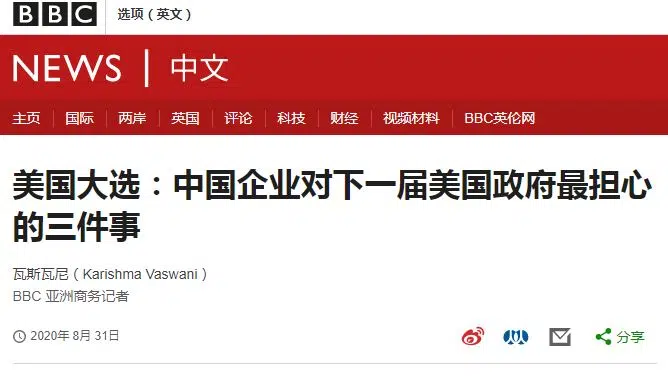 BBC 选项（英文）
NEWS 中文
主页 国际 两岸 英国 评论 科技 财经 视频材料 BBC英伦网
美国大选：中国企业对下一届美国政府最担心
的三件事
瓦斯瓦尼（Karishma Vaswani）
BBC 亚洲商务记者
2020年 8月 31日 分享